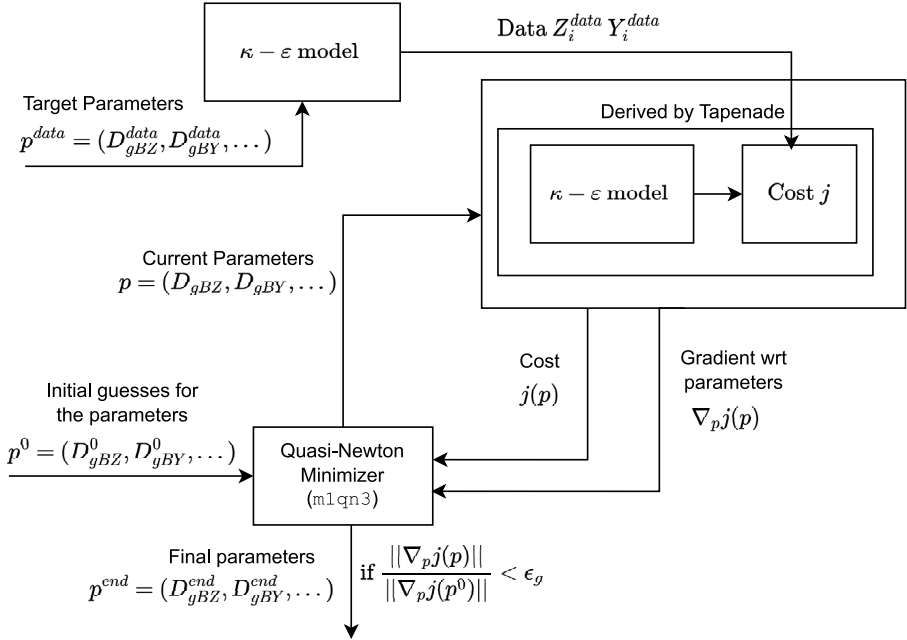 κ − ε model
Data Z_i^{data} Y_i^{data}
Target Parameters
p^{data} = (D_{gBZ}^{data}, D_{gBY}^{data}, …)
Derived by Tapenade
κ − ε model
Cost j
Current Parameters
p = (D_{gBZ}, D_{gBY}, …)
Cost
j(p)
Gradient wrt
parameters
∇_p j(p)
Initial guesses for
the parameters
p^0 = (D_{gBZ}^0, D_{gBY}^0, …)
Quasi-Newton
Minimizer
(m1qn3)
Final parameters
p^{end} = (D_{gBZ}^{end}, D_{gBY}^{end}, …)
if ||∇_p j(p)|| / ||∇_p j(p^0)|| < ϵ_g